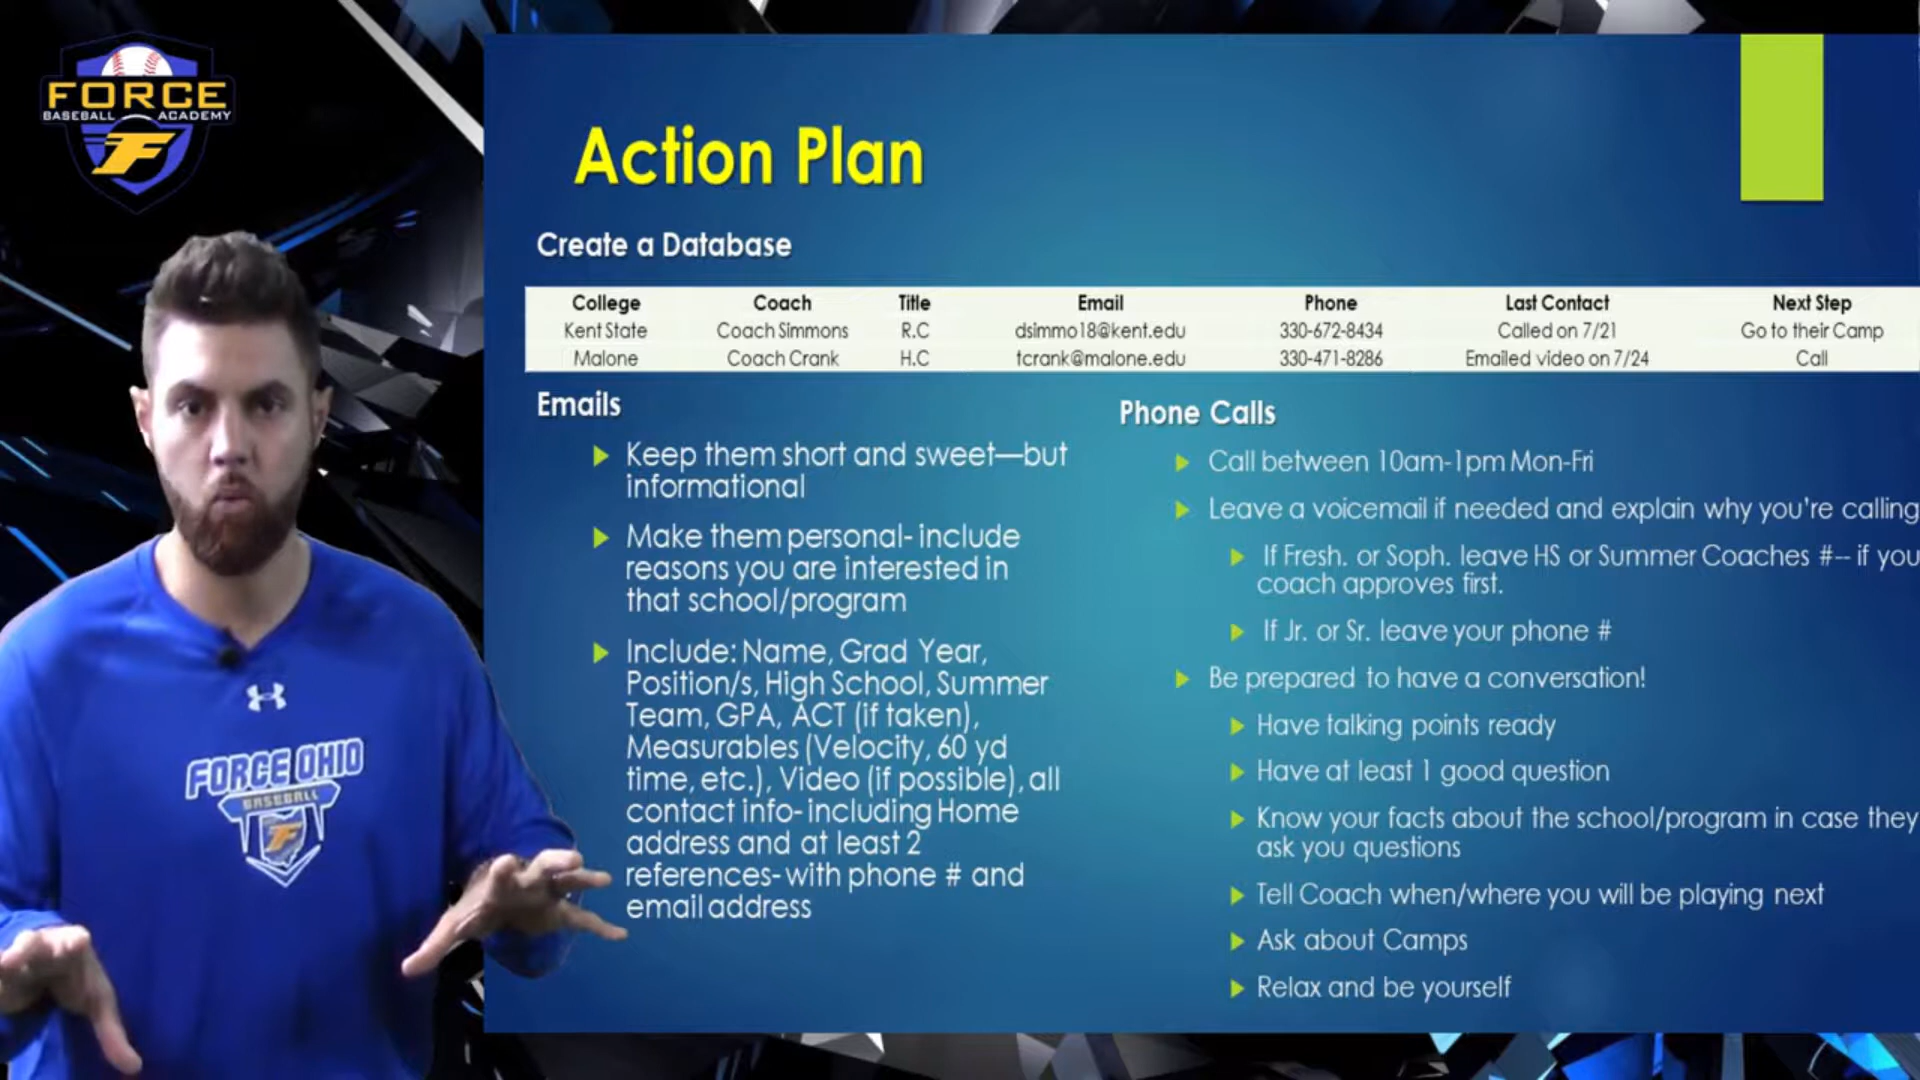 FORCE
BASEBALL ACADEMY
F
Action Plan
Create a Database
College Coach Title Email Phone Last Contact Next Step
Kent State Coach Simmons R.C dsimmo18@kent.edu 330-672-8434 Called on 7/21 Go to their Camp
Malone Coach Crank H.C tcrank@malone.edu 330-471-8286 Emailed video on 7/24 Call
Emails
Keep them short and sweet—but
informational
Make them personal- include
reasons you are interested in
that school/program
Include: Name, Grad Year,
Position/s, High School, Summer
Team, GPA, ACT (if taken),
Measurables (Velocity, 60 yd
time, etc.), Video (if possible), all
contact info- including Home
address and at least 2
references- with phone # and
email address
Phone Calls
Call between 10am-1pm Mon-Fri
Leave a voicemail if needed and explain why you're calling
If Fresh. or Soph. leave HS or Summer Coaches #-- if you
coach approves first.
If Jr. or Sr. leave your phone #
Be prepared to have a conversation!
Have talking points ready
Have at least 1 good question
Know your facts about the school/program in case they
ask you questions
Tell Coach when/where you will be playing next
Ask about Camps
Relax and be yourself
FORCE OHIO
BASEBALL
F